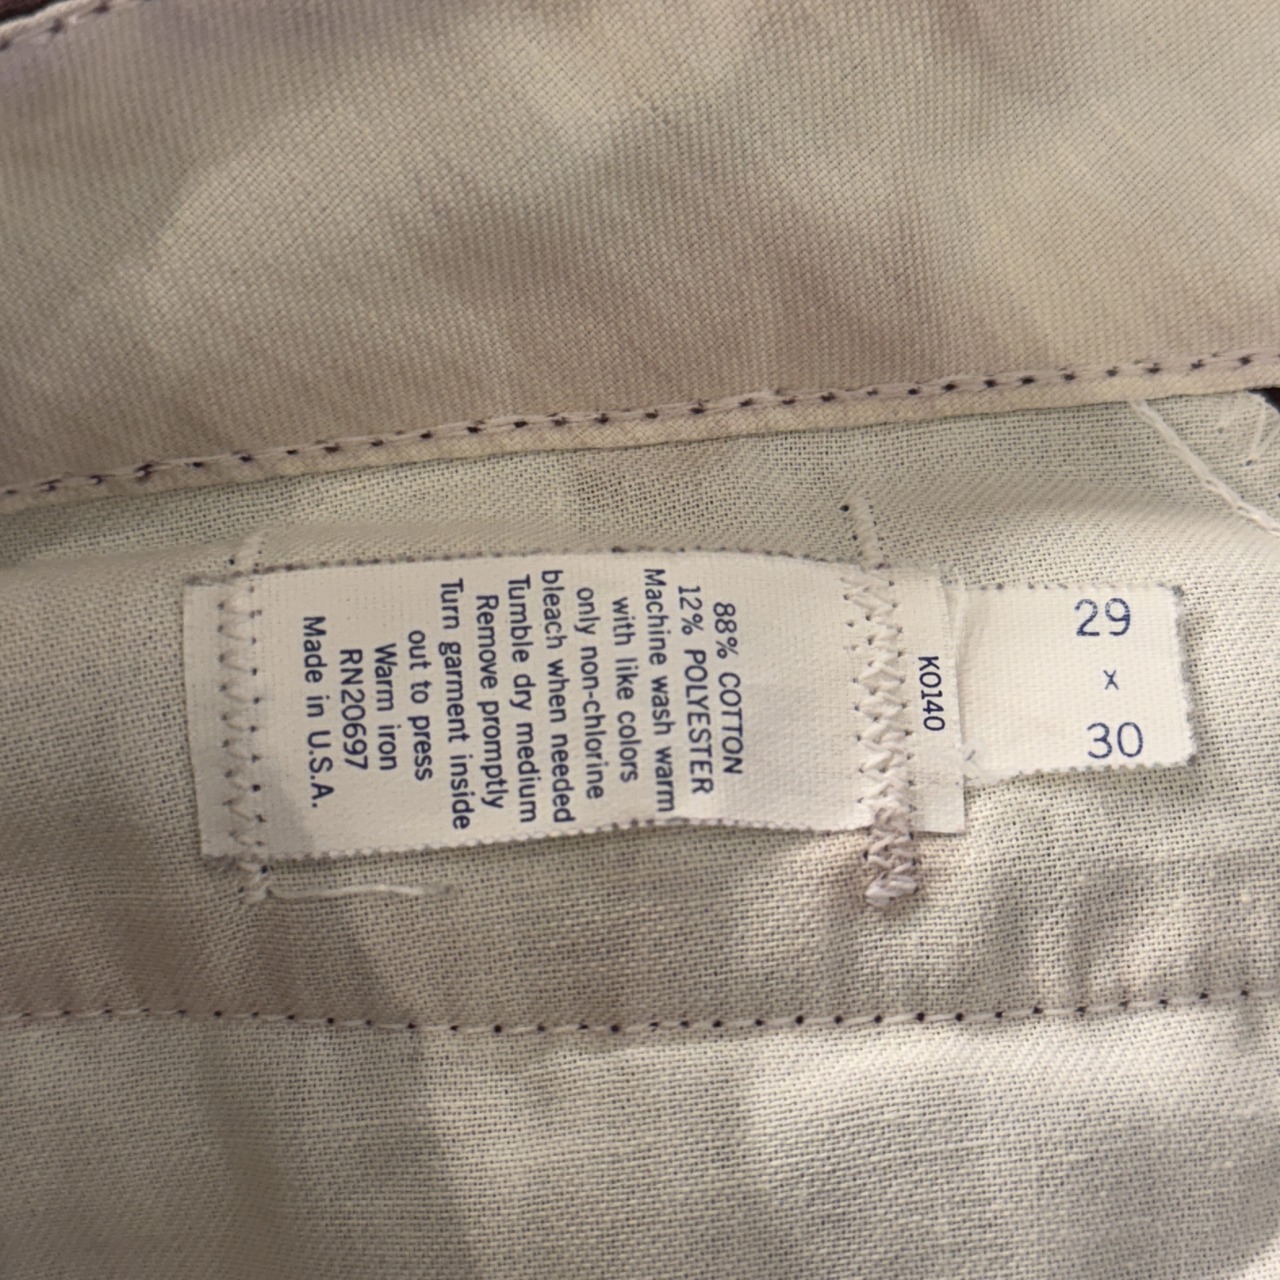 88% COTTON
12% POLYESTER
Machine wash warm
with like colors
only non-chlorine
bleach when needed
Tumble dry medium
Remove promptly
Turn garment inside
out to press
Warm iron
RN20697
Made in U.S.A.
K0140
29
x
30